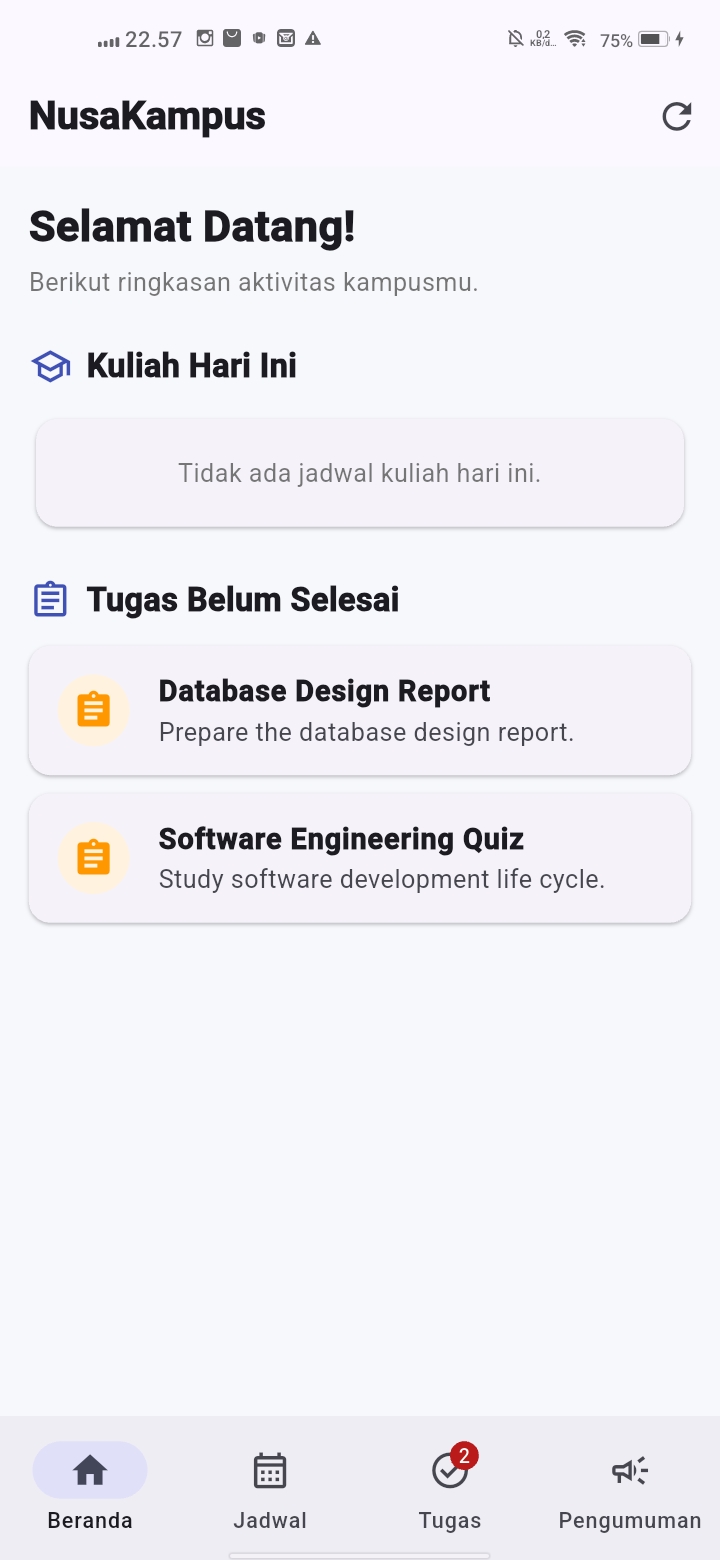 22.57
0,2
KB/d...
75%
NusaKampus
Selamat Datang!
Berikut ringkasan aktivitas kampusmu.
Kuliah Hari Ini
Tidak ada jadwal kuliah hari ini.
Tugas Belum Selesai
Database Design Report
Prepare the database design report.
Software Engineering Quiz
Study software development life cycle.
2
Beranda
Jadwal
Tugas
Pengumuman